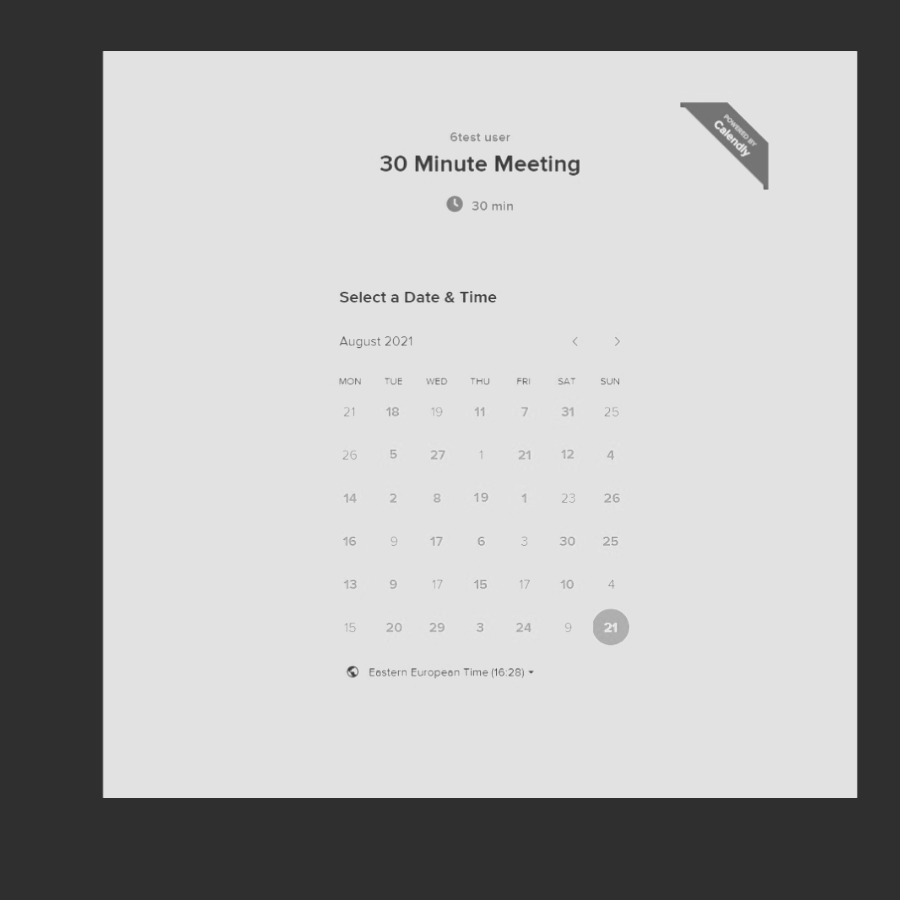 POWERED BY
Calendly
6test user
30 Minute Meeting
30 min
Select a Date & Time
August 2021
MON TUE WED THU FRI SAT SUN
21 18 19 11 7 31 25
26 5 27 1 21 12 4
14 2 8 19 1 23 26
16 9 17 6 3 30 25
13 9 17 15 17 10 4
15 20 29 3 24 9 21
Eastern European Time (16:28)